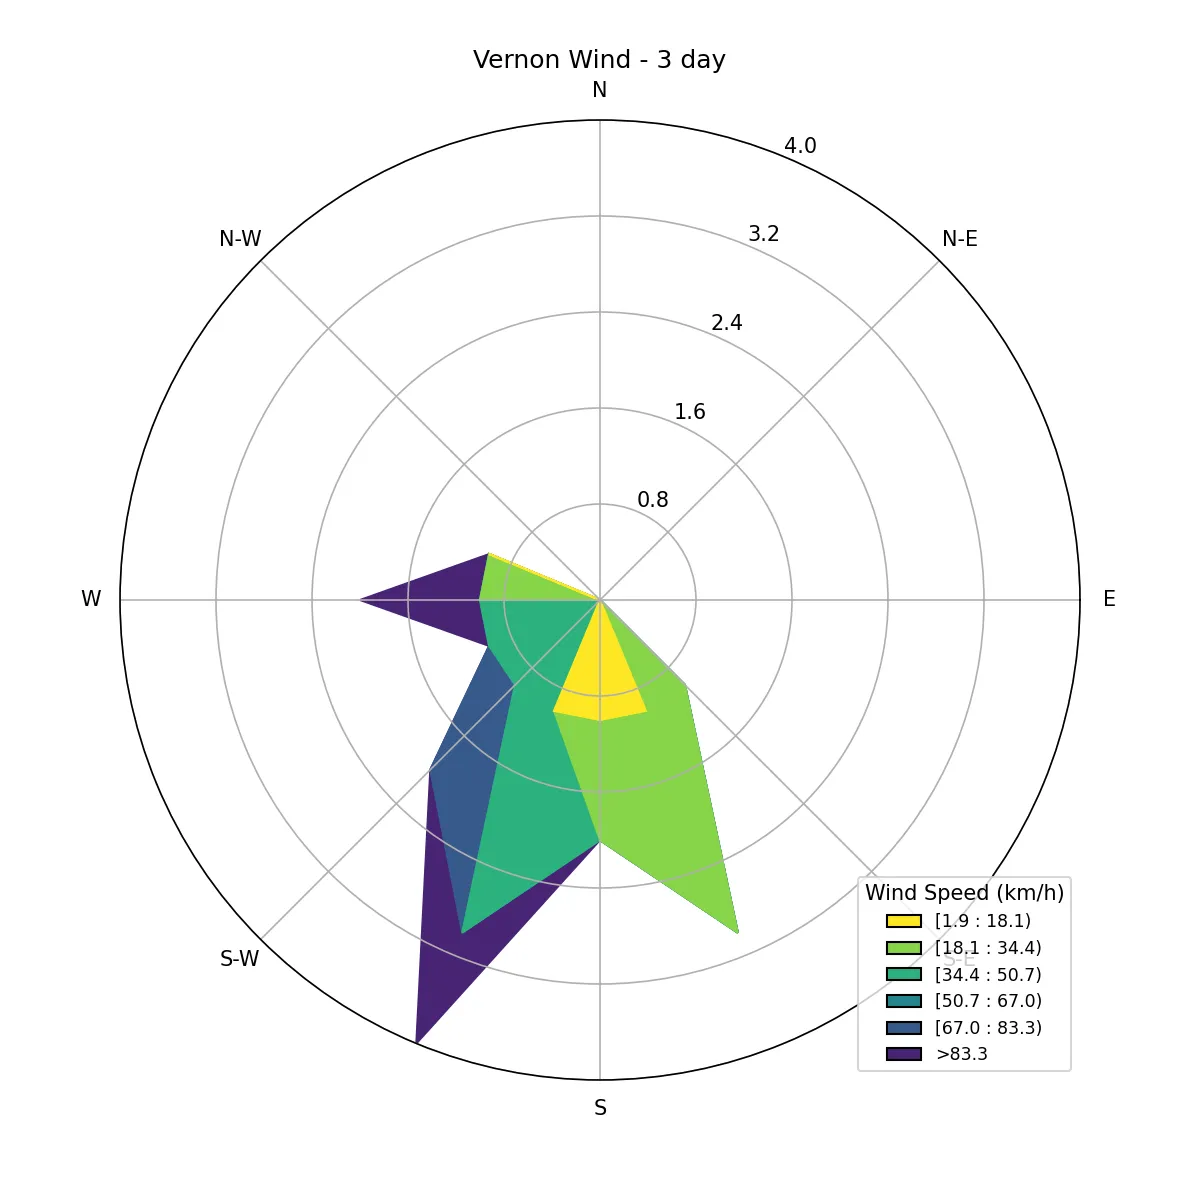 Vernon Wind - 3 day
N
4.0
N-W
3.2
N-E
2.4
1.6
0.8
W
E
Wind Speed (km/h)
[1.9 : 18.1)
[18.1 : 34.4)
S-W
S-E
[34.4 : 50.7)
[50.7 : 67.0)
[67.0 : 83.3)
>83.3
S